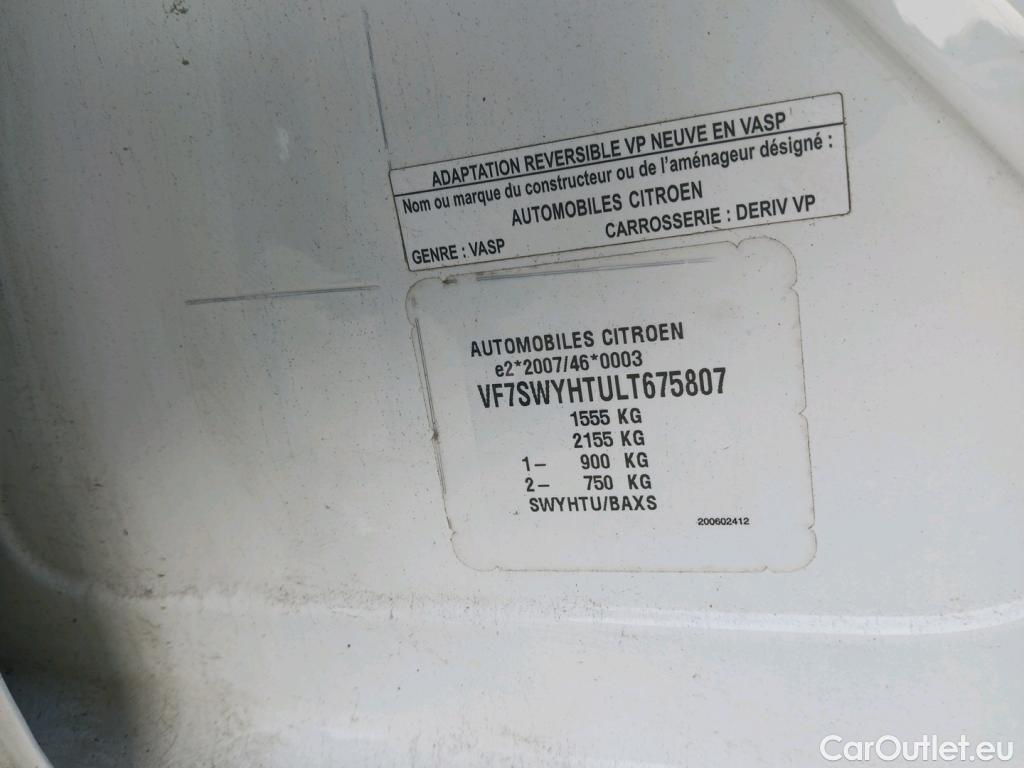 ADAPTATION REVERSIBLE VP NEUVE EN VASP
Nom ou marque du constructeur ou de l'aménageur désigné :
AUTOMOBILES CITROEN
GENRE : VASP CARROSSERIE : DERIV VP
AUTOMOBILES CITROEN
e2*2007/46*0003
VF7SWYHTULT675807
1555 KG
2155 KG
1– 900 KG
2– 750 KG
SWYHTU/BAXS
200602412
CarOutlet.eu